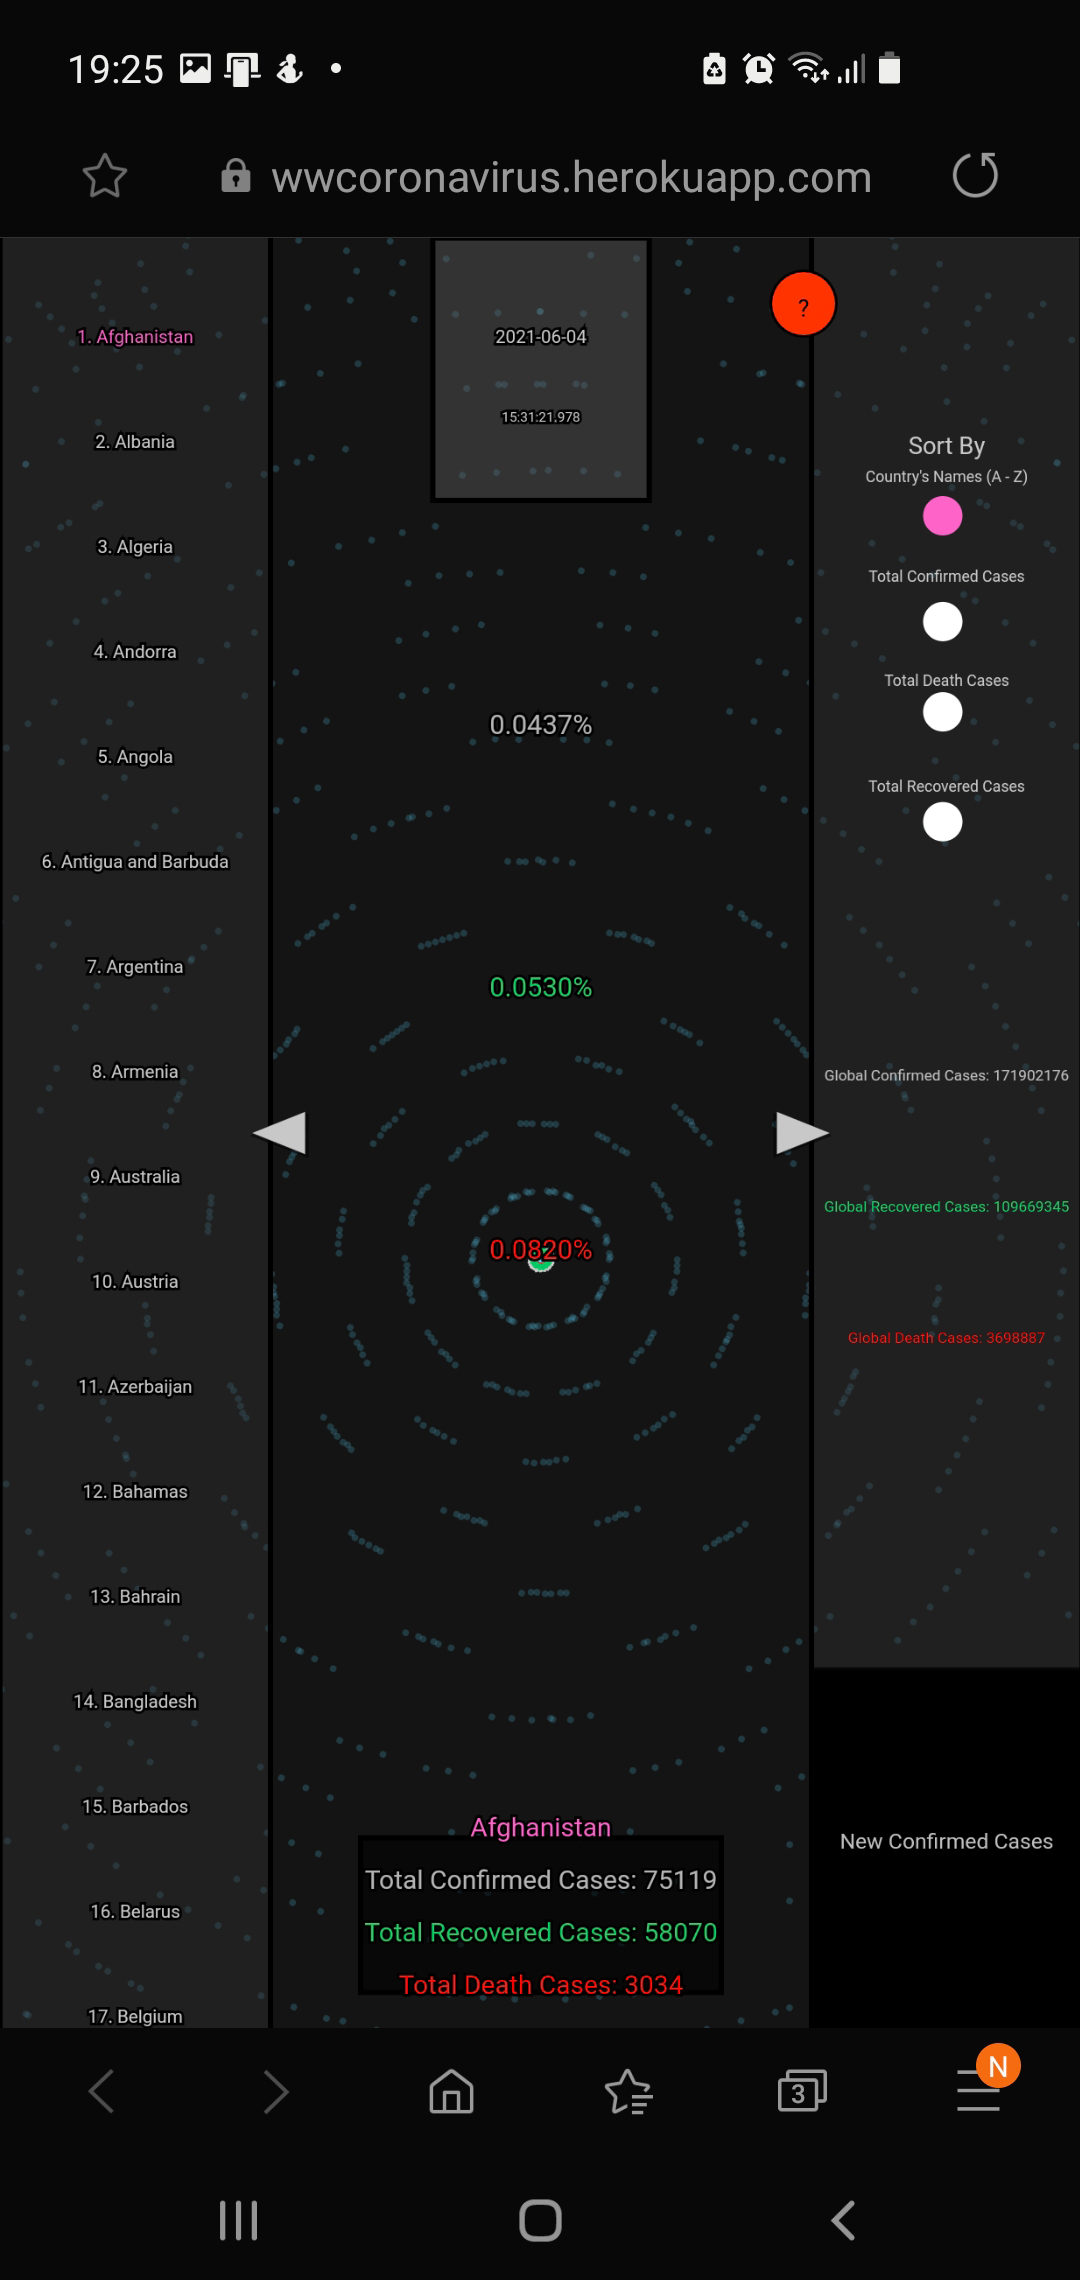 19:25
wwcoronavirus.herokuapp.com
2021-06-04
15:31:21.978
?
1. Afghanistan
2. Albania
3. Algeria
4. Andorra
5. Angola
6. Antigua and Barbuda
7. Argentina
8. Armenia
9. Australia
10. Austria
11. Azerbaijan
12. Bahamas
13. Bahrain
14. Bangladesh
15. Barbados
16. Belarus
17. Belgium
0.0437%
0.0530%
0.0820%
Afghanistan
Total Confirmed Cases: 75119
Total Recovered Cases: 58070
Total Death Cases: 3034
Sort By
Country's Names (A - Z)
Total Confirmed Cases
Total Death Cases
Total Recovered Cases
Global Confirmed Cases: 171902176
Global Recovered Cases: 109669345
Global Death Cases: 3698887
New Confirmed Cases
3
N